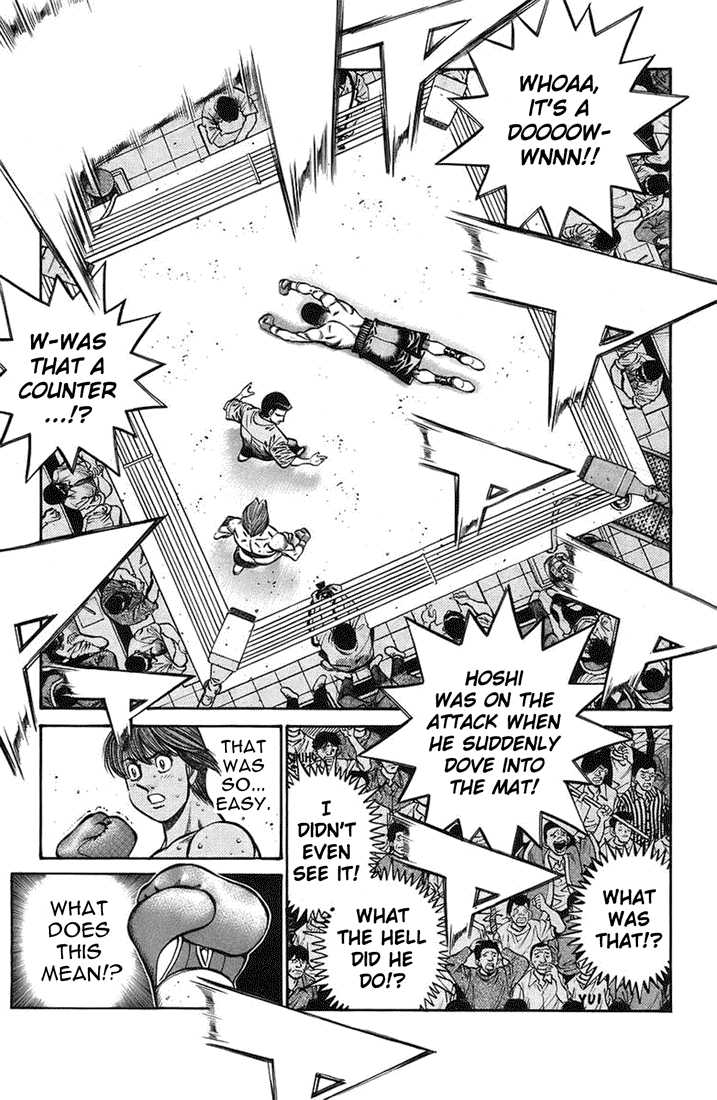 WHOAA,
IT'S A
DOOOOW-
WNNN!!
W-WAS
THAT A
COUNTER
...!?
HOSHI
WAS ON THE
ATTACK WHEN
HE SUDDENLY
DOVE INTO
THE MAT!
THAT
WAS
SO...
EASY.
I
DIDN'T
EVEN
SEE IT!
WHAT
WAS
THAT!?
WHAT
THE HELL
DID HE
DO!?
WHAT
DOES
THIS
MEAN!?
YUI